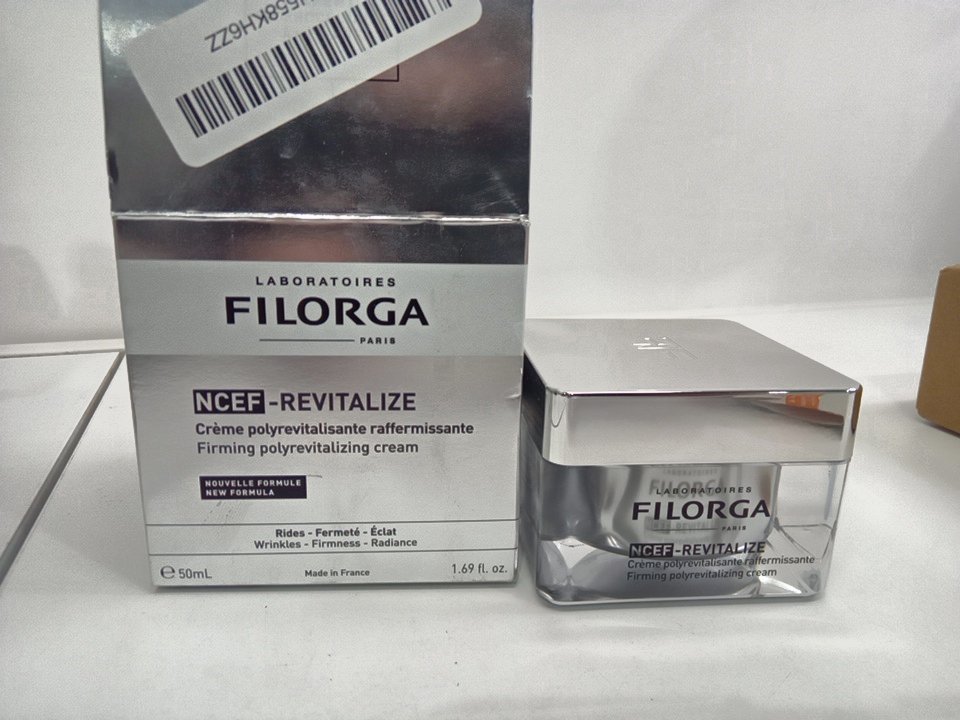 LABORATOIRES
FILORGA
PARIS
NCEF-REVITALIZE
Crème polyrevitalisante raffermissante
Firming polyrevitalizing cream
NOUVELLE FORMULE
NEW FORMULA
Rides - Fermeté - Éclat
Wrinkles - Firmness - Radiance
e 50mL
Made in France
1.69 fl. oz.
LABORATOIRES
FILORGA
PARIS
NCEF-REVITALIZE
Crème polyrevitalisante raffermissante
Firming polyrevitalizing cream